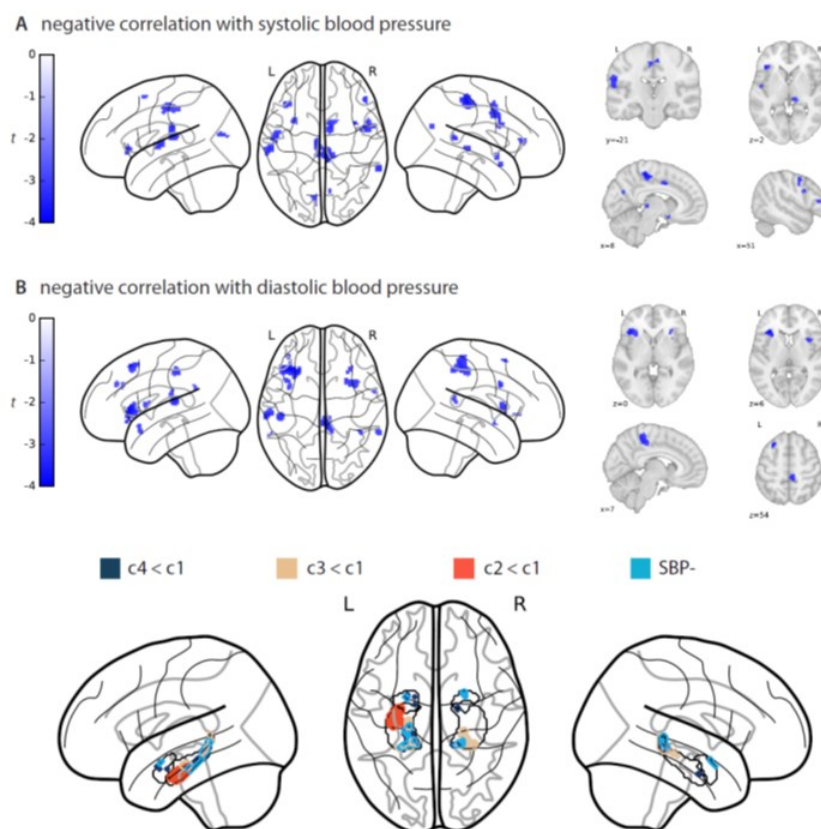 A negative correlation with systolic blood pressure
0
-1
-2
-3
-4
t
L R
L R
y=-21
L R
z=2
x=8
x=51
B negative correlation with diastolic blood pressure
0
-1
-2
-3
-4
t
L R
L R
z=0
z=6
x=7
L R
z=54
c4 < c1 c3 < c1 c2 < c1 SBP-
L R